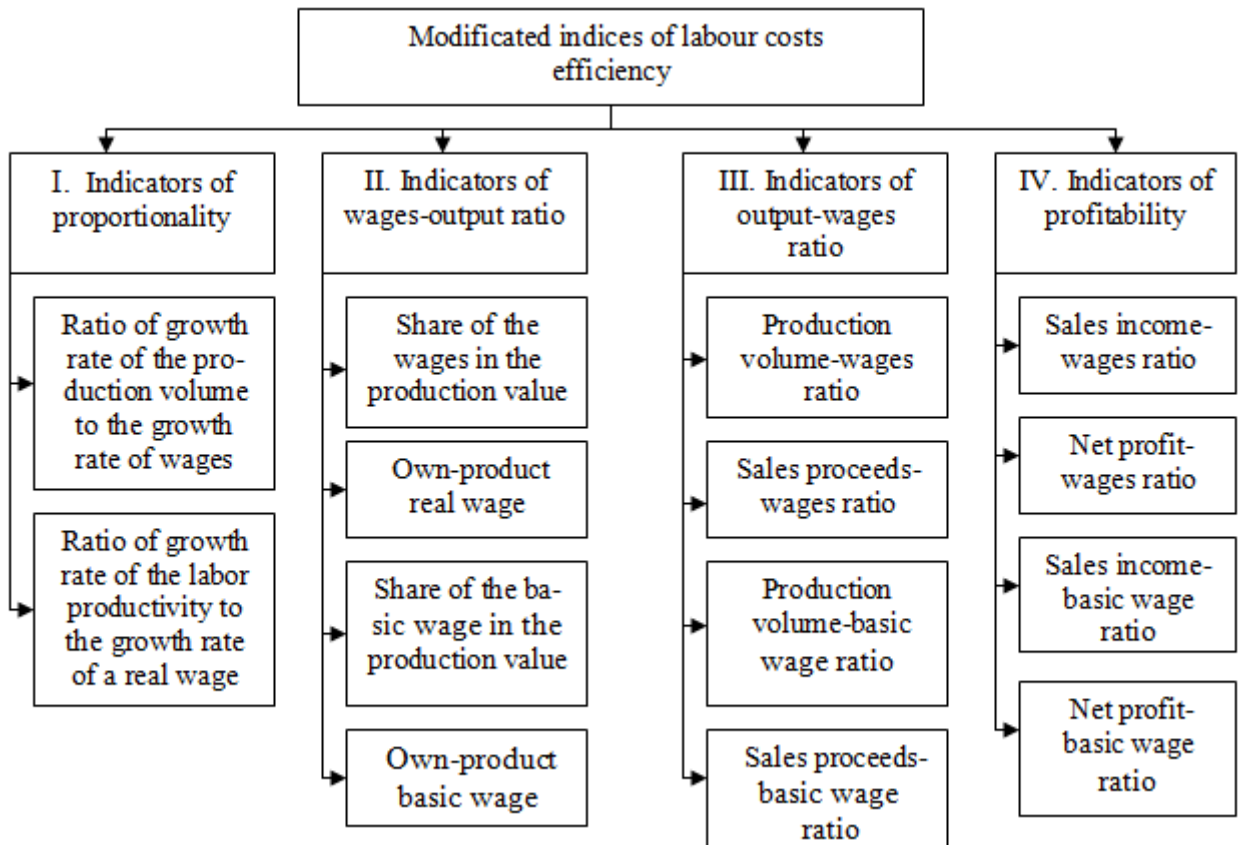 Modificated indices of labour costs
efficiency
I. Indicators of
proportionality
Ratio of growth
rate of the pro-
duction volume
to the growth
rate of wages
Ratio of growth
rate of the labor
productivity to
the growth rate
of a real wage
II. Indicators of
wages-output ratio
Share of the
wages in the
production value
Own-product
real wage
Share of the ba-
sic wage in the
production value
Own-product
basic wage
III. Indicators of
output-wages
ratio
Production
volume-wages
ratio
Sales proceeds-
wages ratio
Production
volume-basic
wage ratio
Sales proceeds-
basic wage
ratio
IV. Indicators of
profitability
Sales income-
wages ratio
Net profit-
wages ratio
Sales income-
basic wage
ratio
Net profit-
basic wage
ratio